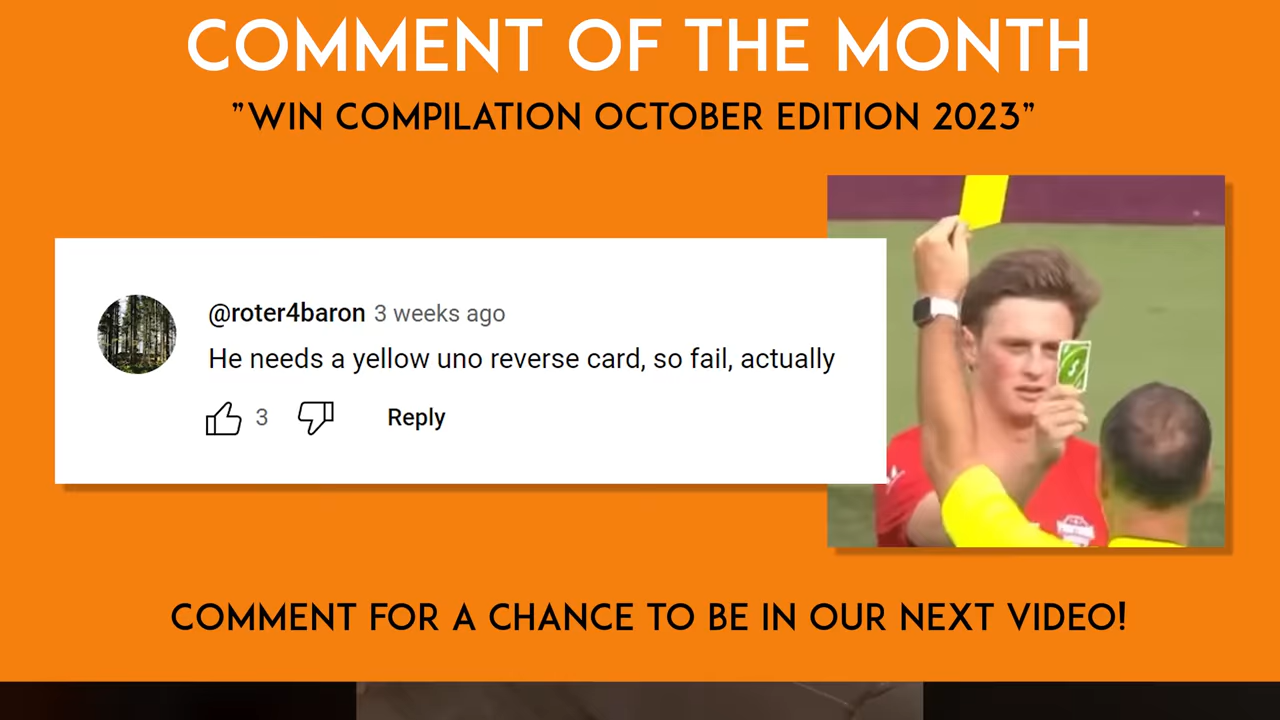 COMMENT OF THE MONTH
"WIN COMPILATION OCTOBER EDITION 2023"
@roter4baron 3 weeks ago
He needs a yellow uno reverse card, so fail, actually
3 Reply
COMMENT FOR A CHANCE TO BE IN OUR NEXT VIDEO!